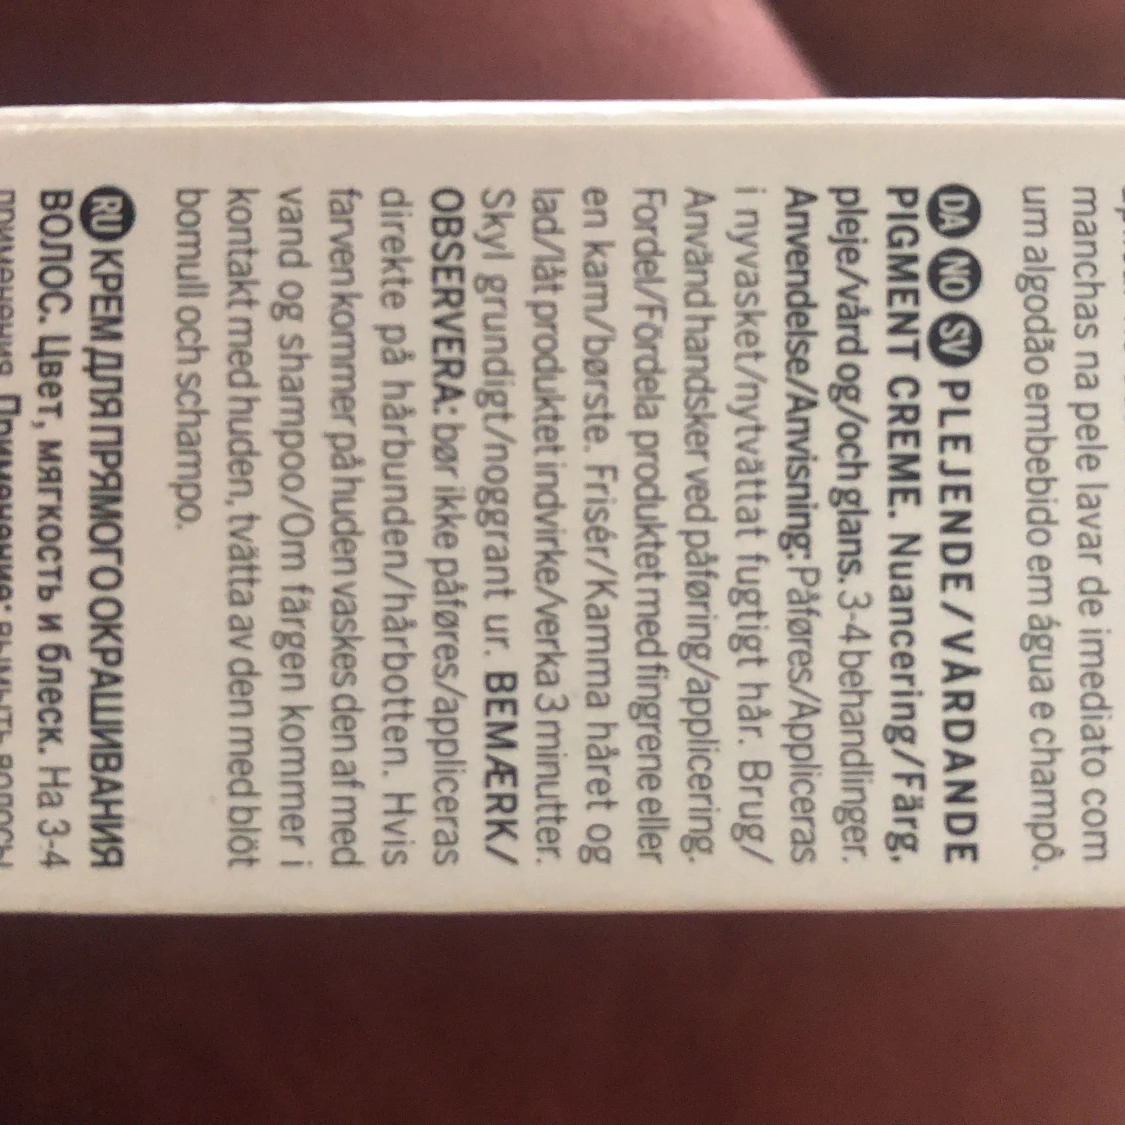 manchas na pele lavar de imediato com
um algodão embebido em água e champô.
DA NO SV PLEJENDE / VÅRDANDE
PIGMENT CREME. Nuancering/Färg,
pleje/vård og/och glans. 3-4 behandlinger.
Anvendelse/Anvisning: Påføres/Appliceras
i nyvasket/nytvättat fugtigt hår. Brug/
Använd handsker ved påføring/applicering.
Fordel/Fördela produktet med fingrene eller
en kam/børste. Frisér/Kamma håret og
lad/låt produktet indvirke/verka 3 minutter.
Skyl grundigt/noggrant ur. BEMÆRK/
OBSERVERA: bør ikke påføres/appliceras
direkte på hårbunden/hårbotten. Hvis
farven kommer på huden vaskes den af med
vand og shampoo/Om färgen kommer i
kontakt med huden, tvätta av den med blöt
bomull och schampo.
RU КРЕМ ДЛЯ ПРЯМОГО ОКРАШИВАНИЯ
ВОЛОС. Цвет, мягкость и блеск. На 3-4
применения. Применение: вымыть волосы